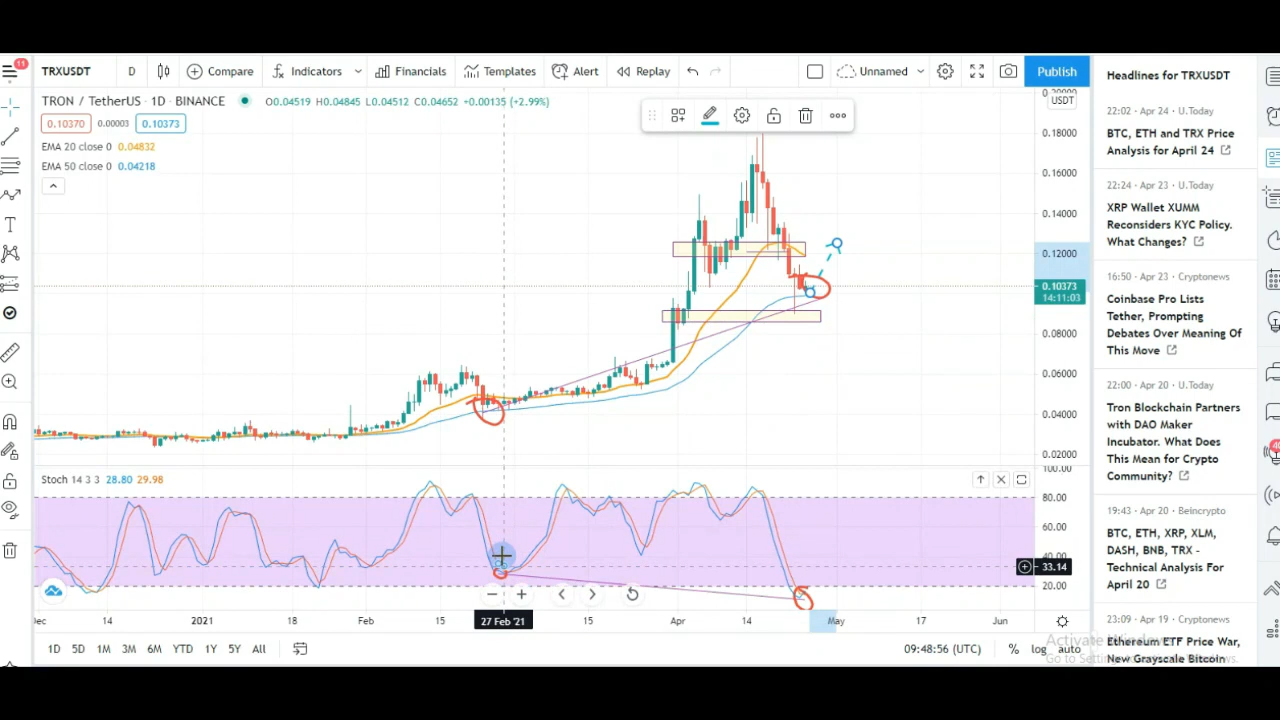 11
TRXUSDT D Compare Indicators Financials Templates Alert Replay Unnamed Publish
TRON / TetherUS · 1D · BINANCE O0.04519 H0.04845 L0.04512 C0.04652 +0.00135 (+2.99%)
0.10370 0.00003 0.10373
EMA 20 close 0 0.04832
EMA 50 close 0 0.04218
USDT
0.18000
0.16000
0.14000
0.12000
0.10373
14:11:03
0.08000
0.06000
0.04000
0.02000
Stoch 14 3 3 28.80 29.98
100.00
80.00
60.00
40.00
33.14
20.00
Dec 14 2021 18 Feb 15 27 Feb '21 15 Apr 14 May 17 Jun
1D 5D 1M 3M 6M YTD 1Y 5Y All 09:48:56 (UTC) % log auto
Headlines for TRXUSDT
22:02 · Apr 24 · U.Today
BTC, ETH and TRX Price
Analysis for April 24
22:24 · Apr 23 · U.Today
XRP Wallet XUMM
Reconsiders KYC Policy.
What Changes?
16:50 · Apr 23 · Cryptonews
Coinbase Pro Lists
Tether, Prompting
Debates Over Meaning Of
This Move
22:00 · Apr 20 · U.Today
Tron Blockchain Partners
with DAO Maker
Incubator. What Does
This Mean for Crypto
Community?
19:43 · Apr 20 · Beincrypto
BTC, ETH, XRP, XLM,
DASH, BNB, TRX -
Technical Analysis For
April 20
23:09 · Apr 19 · Cryptonews
Ethereum ETF Price War,
New Grayscale Bitcoin
Activate Windows